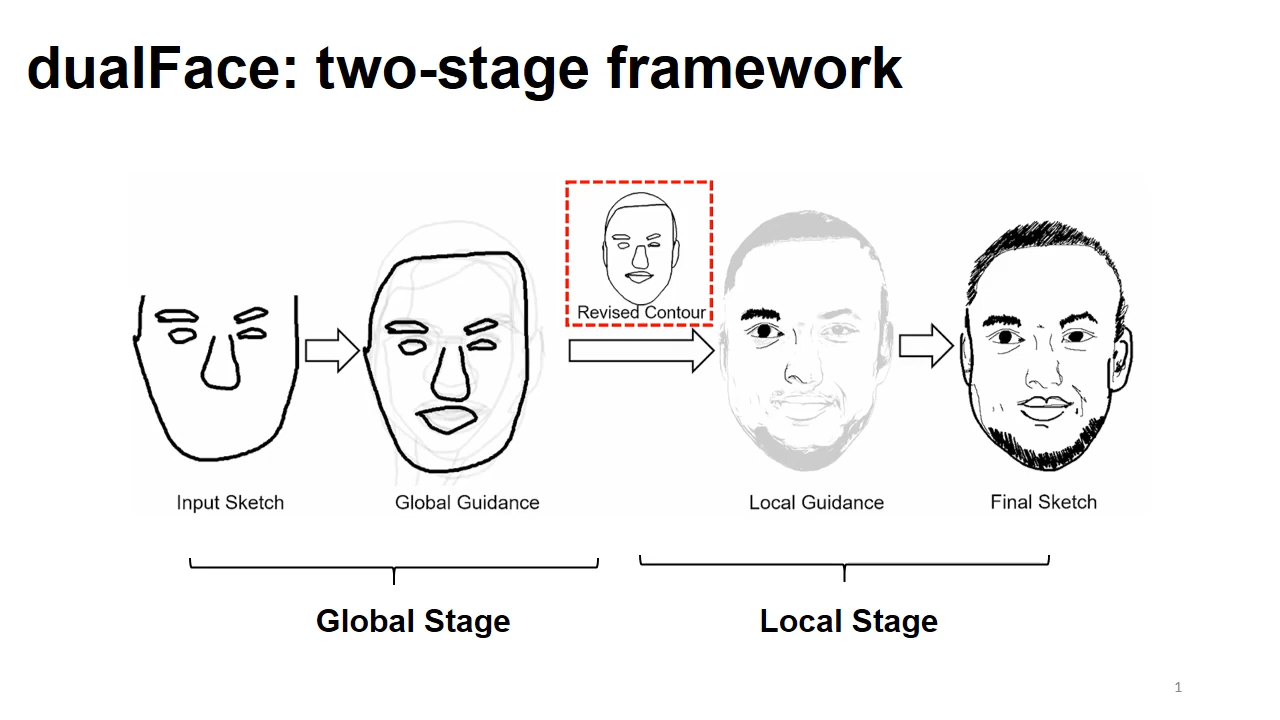 dualFace: two-stage framework
Revised Contour
Input Sketch
Global Guidance
Local Guidance
Final Sketch
Global Stage
Local Stage
1